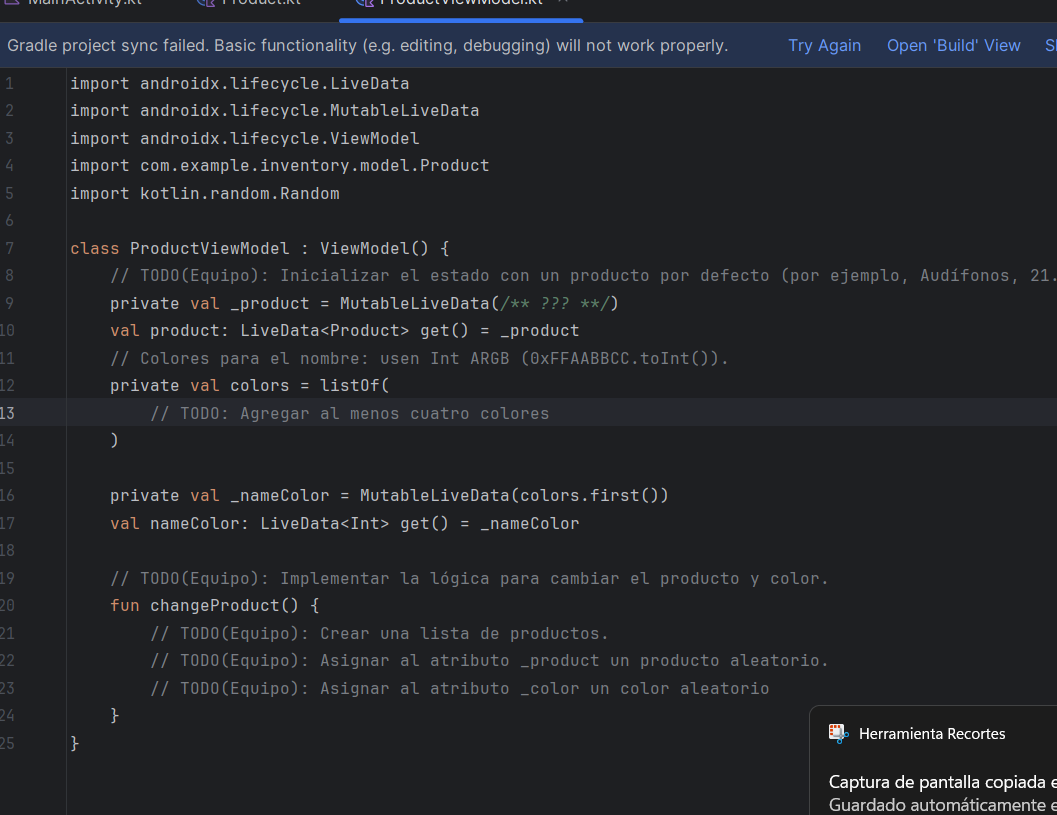 MainActivity.kt Product.kt ProductViewModel.kt
Gradle project sync failed. Basic functionality (e.g. editing, debugging) will not work properly. Try Again Open 'Build' View
1 import androidx.lifecycle.LiveData
2 import androidx.lifecycle.MutableLiveData
3 import androidx.lifecycle.ViewModel
4 import com.example.inventory.model.Product
5 import kotlin.random.Random
6
7 class ProductViewModel : ViewModel() {
8 // TODO(Equipo): Inicializar el estado con un producto por defecto (por ejemplo, Audífonos, 21.
9 private val _product = MutableLiveData(/** ??? **/)
10 val product: LiveData<Product> get() = _product
11 // Colores para el nombre: usen Int ARGB (0xFFAABBCC.toInt()).
12 private val colors = listOf(
13 // TODO: Agregar al menos cuatro colores
14 )
15
16 private val _nameColor = MutableLiveData(colors.first())
17 val nameColor: LiveData<Int> get() = _nameColor
18
19 // TODO(Equipo): Implementar la lógica para cambiar el producto y color.
20 fun changeProduct() {
21 // TODO(Equipo): Crear una lista de productos.
22 // TODO(Equipo): Asignar al atributo _product un producto aleatorio.
23 // TODO(Equipo): Asignar al atributo _color un color aleatorio
24 }
25 }
Herramienta Recortes
Captura de pantalla copiada
Guardado automáticamente